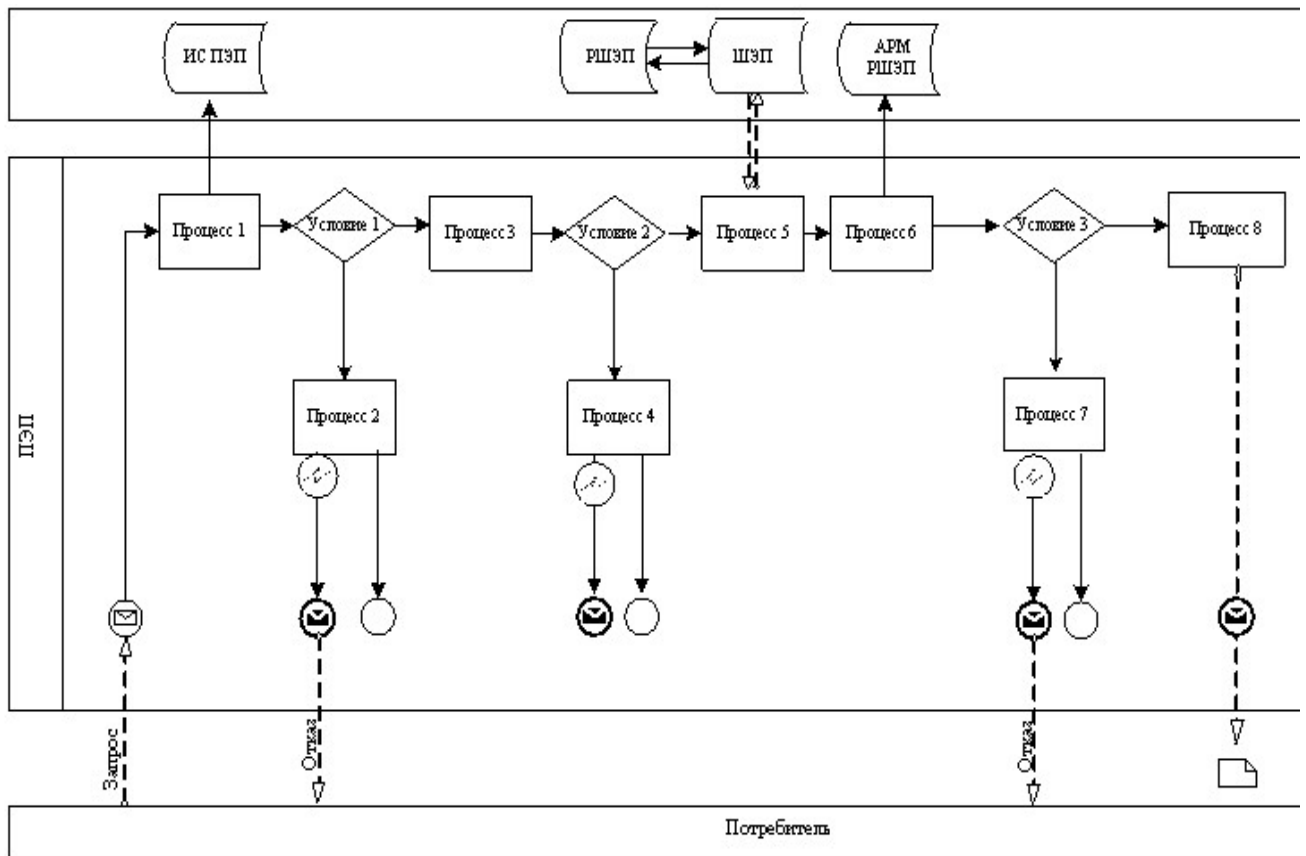 ИС ПЭП
РШЭП
ШЭП
АРМ
РШЭП
Процесс 1
Условие 1
Процесс 3
Условие 2
Процесс 5
Процесс 6
Условие 3
Процесс 8
Процесс 2
Процесс 4
Процесс 7
ПЭП
Запрос
Отказ
Отказ
Потребитель